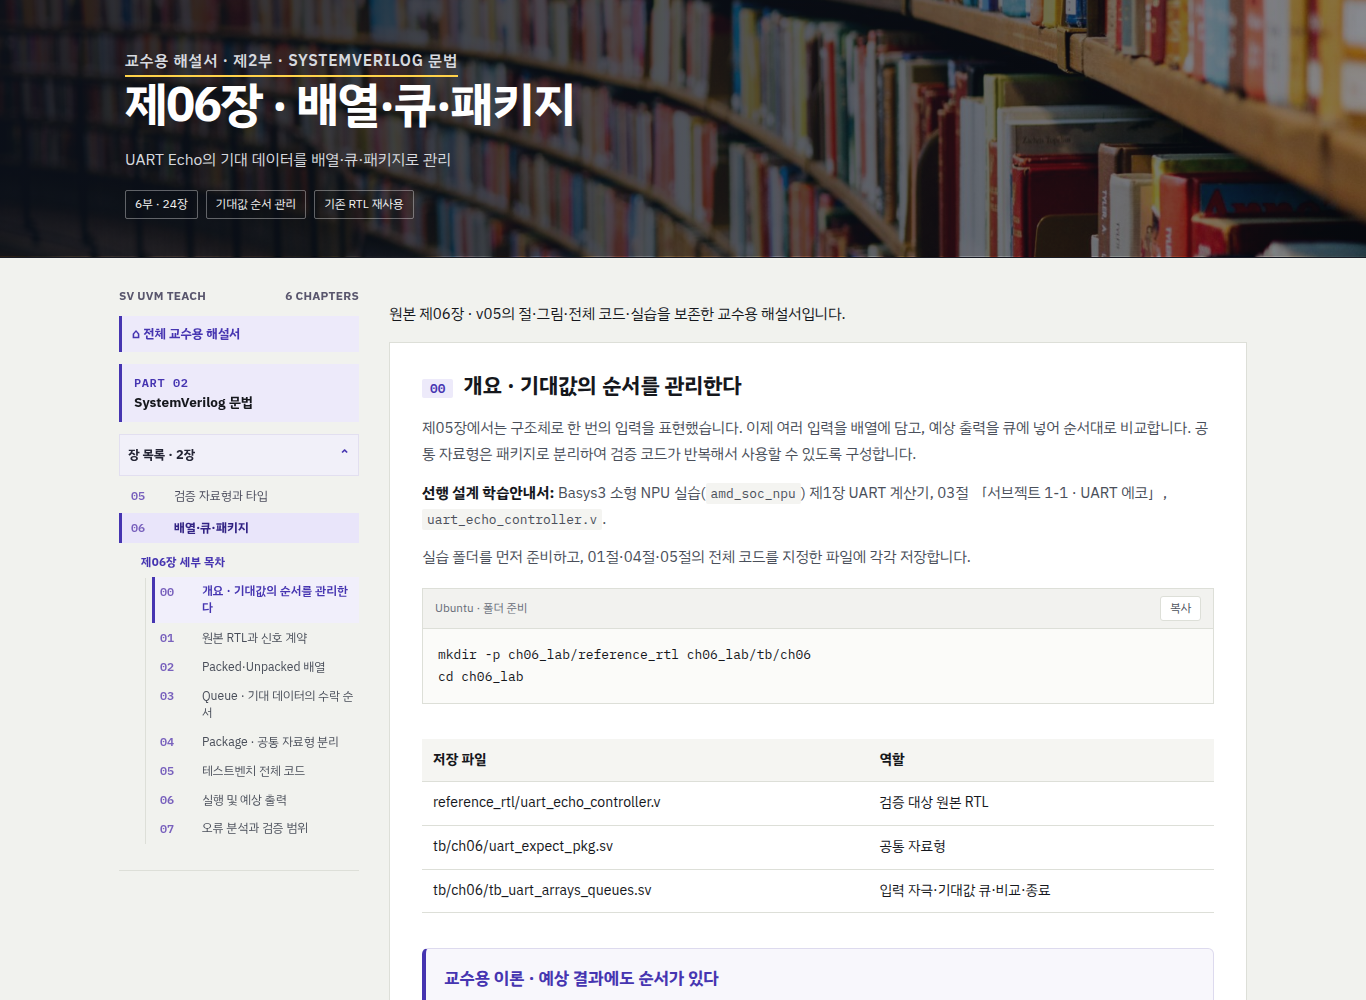 교수용 해설서 · 제2부 · SYSTEMVERILOG 문법
제06장 · 배열·큐·패키지
UART Echo의 기대 데이터를 배열·큐·패키지로 관리
6부 · 24장
기대값 순서 관리
기존 RTL 재사용
SV UVM TEACH
6 CHAPTERS
⌂ 전체 교수용 해설서
PART 02
SystemVerilog 문법
장 목록 · 2장
05 검증 자료형과 타입
06 배열·큐·패키지
제06장 세부 목차
00 개요 · 기대값의 순서를 관리한
다
01 원본 RTL과 신호 계약
02 Packed·Unpacked 배열
03 Queue · 기대 데이터의 수락 순
서
04 Package · 공통 자료형 분리
05 테스트벤치 전체 코드
06 실행 및 예상 출력
07 오류 분석과 검증 범위
원본 제06장 · v05의 절·그림·전체 코드·실습을 보존한 교수용 해설서입니다.
00 개요 · 기대값의 순서를 관리한다
제05장에서는 구조체로 한 번의 입력을 표현했습니다. 이제 여러 입력을 배열에 담고, 예상 출력을 큐에 넣어 순서대로 비교합니다. 공
통 자료형은 패키지로 분리하여 검증 코드가 반복해서 사용할 수 있도록 구성합니다.
선행 설계 학습안내서: Basys3 소형 NPU 실습(amd_soc_npu) 제1장 UART 계산기, 03절 「서브젝트 1-1 · UART 에코」,
uart_echo_controller.v.
실습 폴더를 먼저 준비하고, 01절·04절·05절의 전체 코드를 지정한 파일에 각각 저장합니다.
Ubuntu · 폴더 준비
복사
mkdir -p ch06_lab/reference_rtl ch06_lab/tb/ch06
cd ch06_lab
저장 파일 역할
reference_rtl/uart_echo_controller.v 검증 대상 원본 RTL
tb/ch06/uart_expect_pkg.sv 공통 자료형
tb/ch06/tb_uart_arrays_queues.sv 입력 자극·기대값 큐·비교·종료
교수용 이론 · 예상 결과에도 순서가 있다